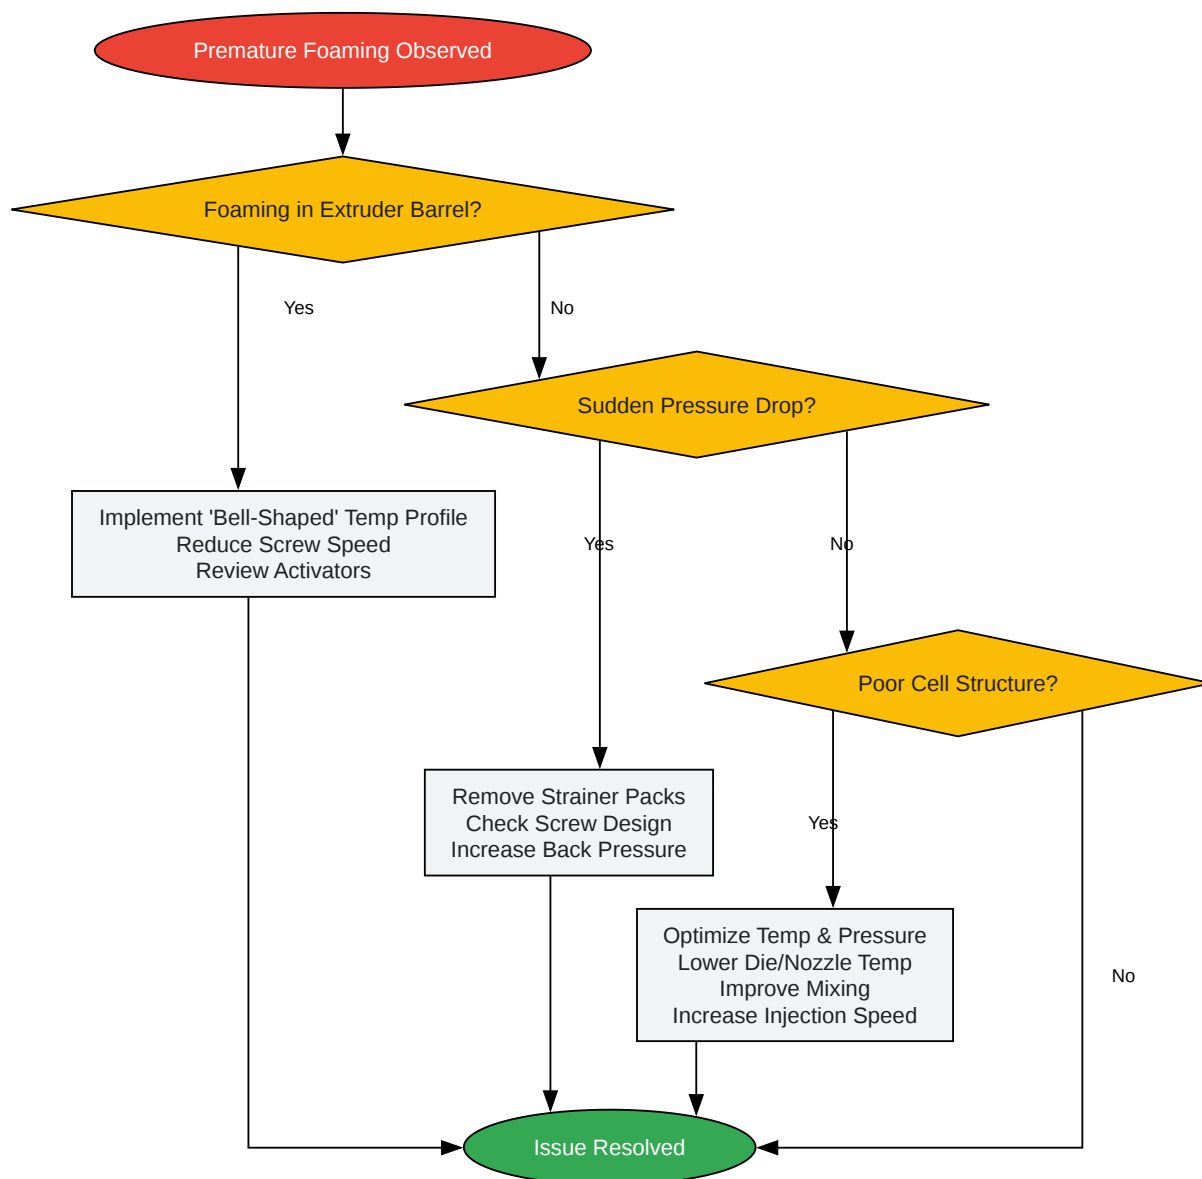 Premature Foaming Observed
Foaming in Extruder Barrel?
Yes
No
Sudden Pressure Drop?
Implement 'Bell-Shaped' Temp Profile
Reduce Screw Speed
Review Activators
Yes
No
Poor Cell Structure?
Remove Strainer Packs
Check Screw Design
Increase Back Pressure
Yes
Optimize Temp & Pressure
Lower Die/Nozzle Temp
Improve Mixing
Increase Injection Speed
No
Issue Resolved